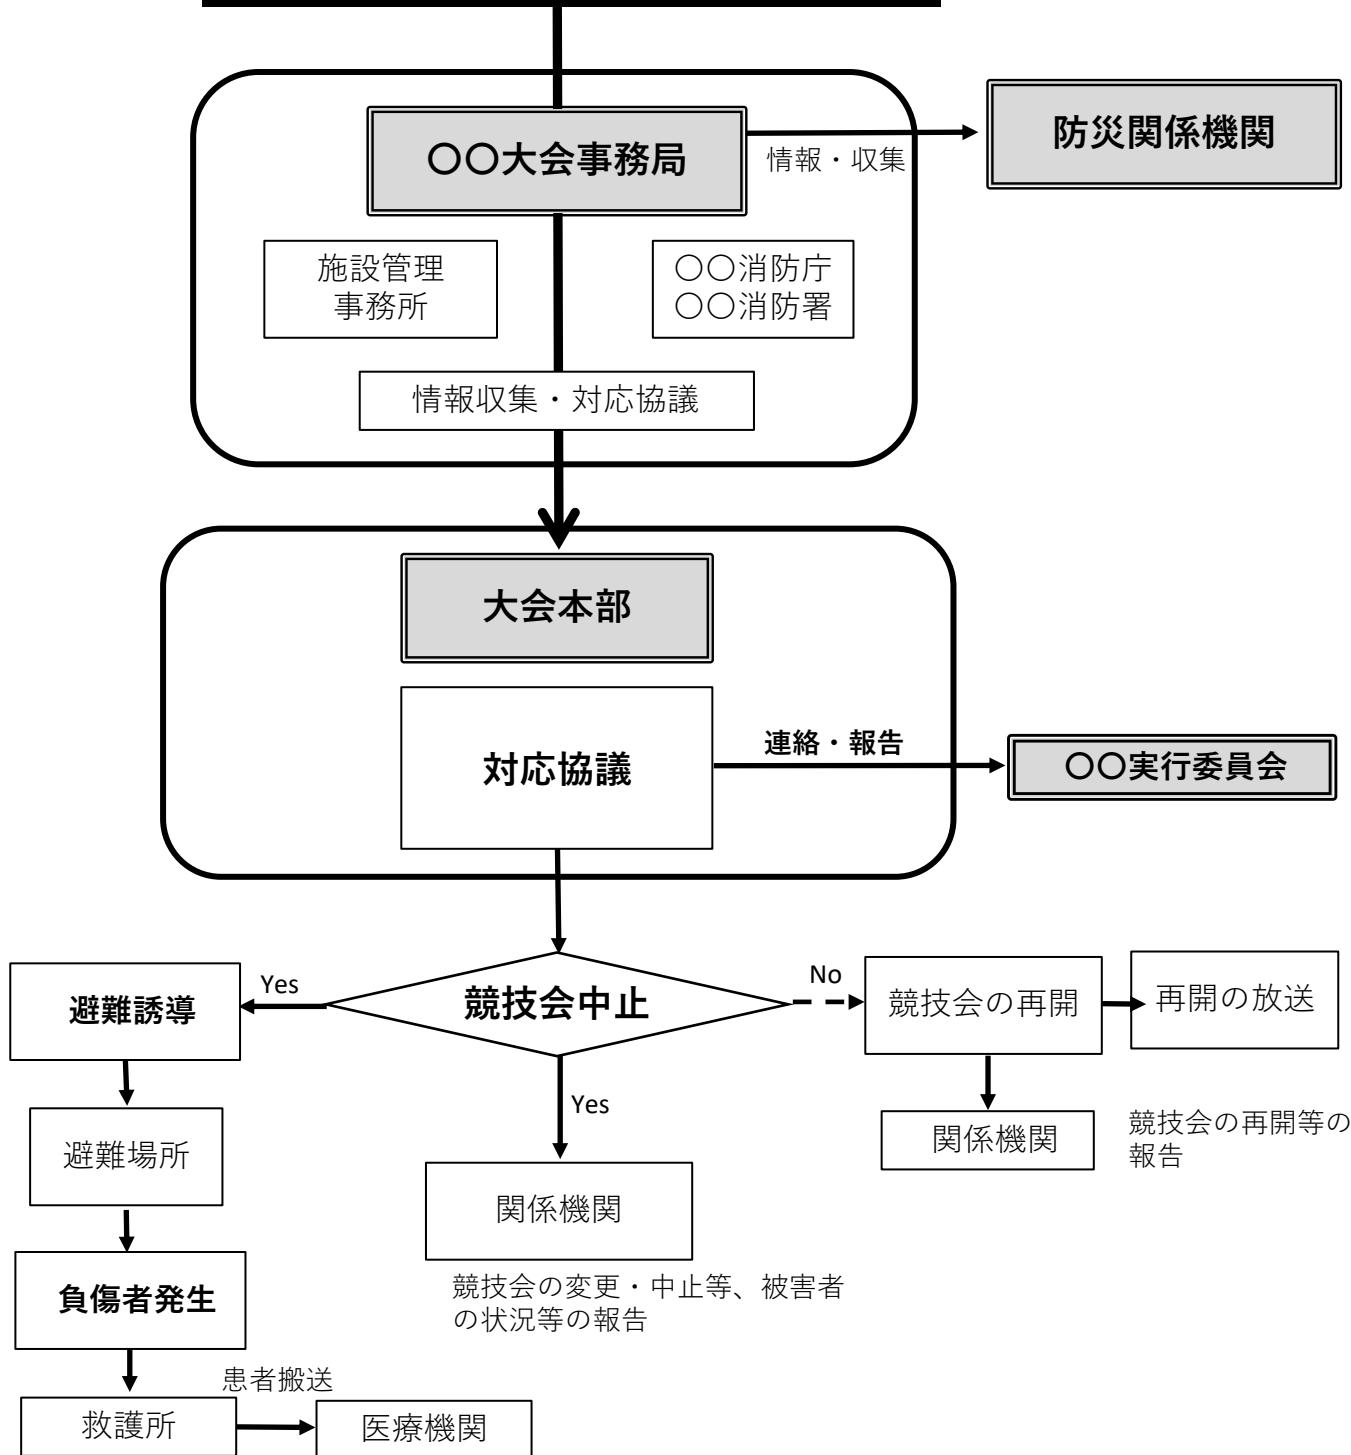 〇〇大会事務局
情報・収集
防災関係機関
施設管理
事務所
〇〇消防庁
〇〇消防署
情報収集・対応協議
大会本部
対応協議
連絡・報告
〇〇実行委員会
競技会中止
Yes
避難誘導
No
競技会の再開
再開の放送
Yes
避難場所
関係機関
競技会の再開等の
報告
関係機関
競技会の変更・中止等、被害者
の状況等の報告
負傷者発生
患者搬送
救護所
医療機関